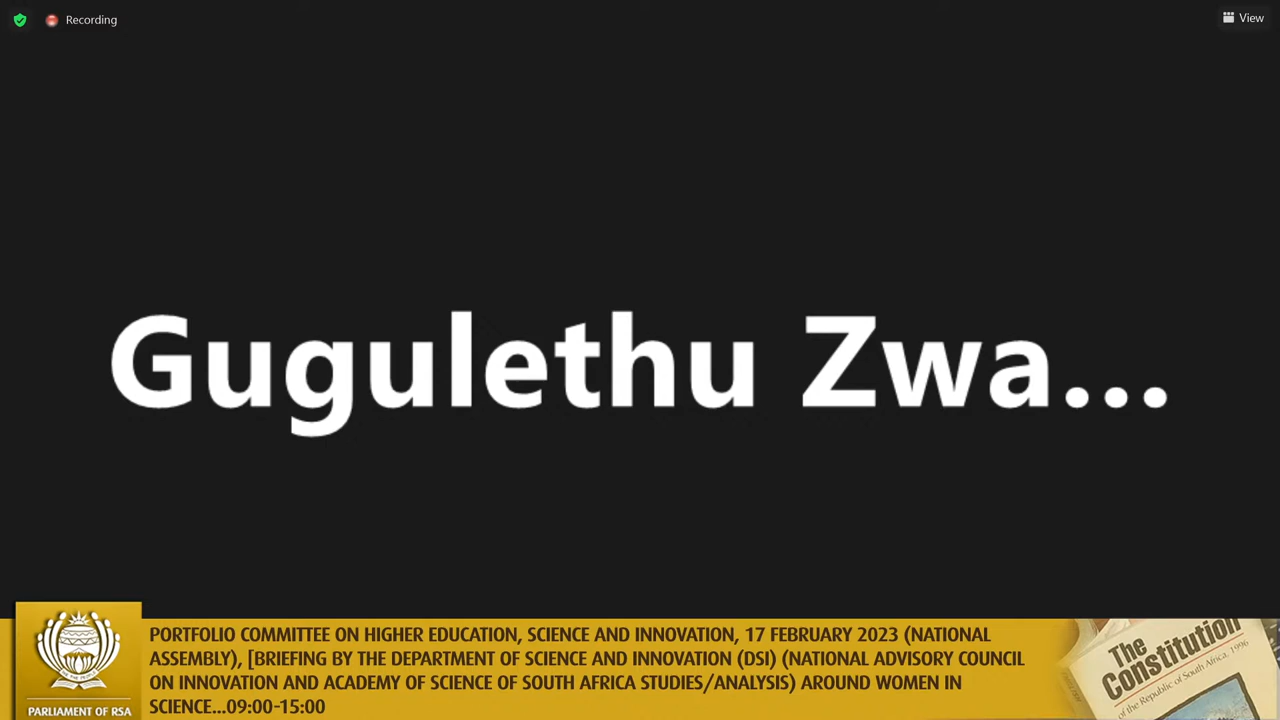 Recording
View
Gugulethu Zwa...
PORTFOLIO COMMITTEE ON HIGHER EDUCATION, SCIENCE AND INNOVATION, 17 FEBRUARY 2023 (NATIONAL
ASSEMBLY), [BRIEFING BY THE DEPARTMENT OF SCIENCE AND INNOVATION (DSI) (NATIONAL ADVISORY COUNCIL
ON INNOVATION AND ACADEMY OF SCIENCE OF SOUTH AFRICA STUDIES/ANALYSIS) AROUND WOMEN IN
SCIENCE...09:00-15:00
PARLIAMENT OF RSA
The
Constitution
of the Republic of South Africa, 1996